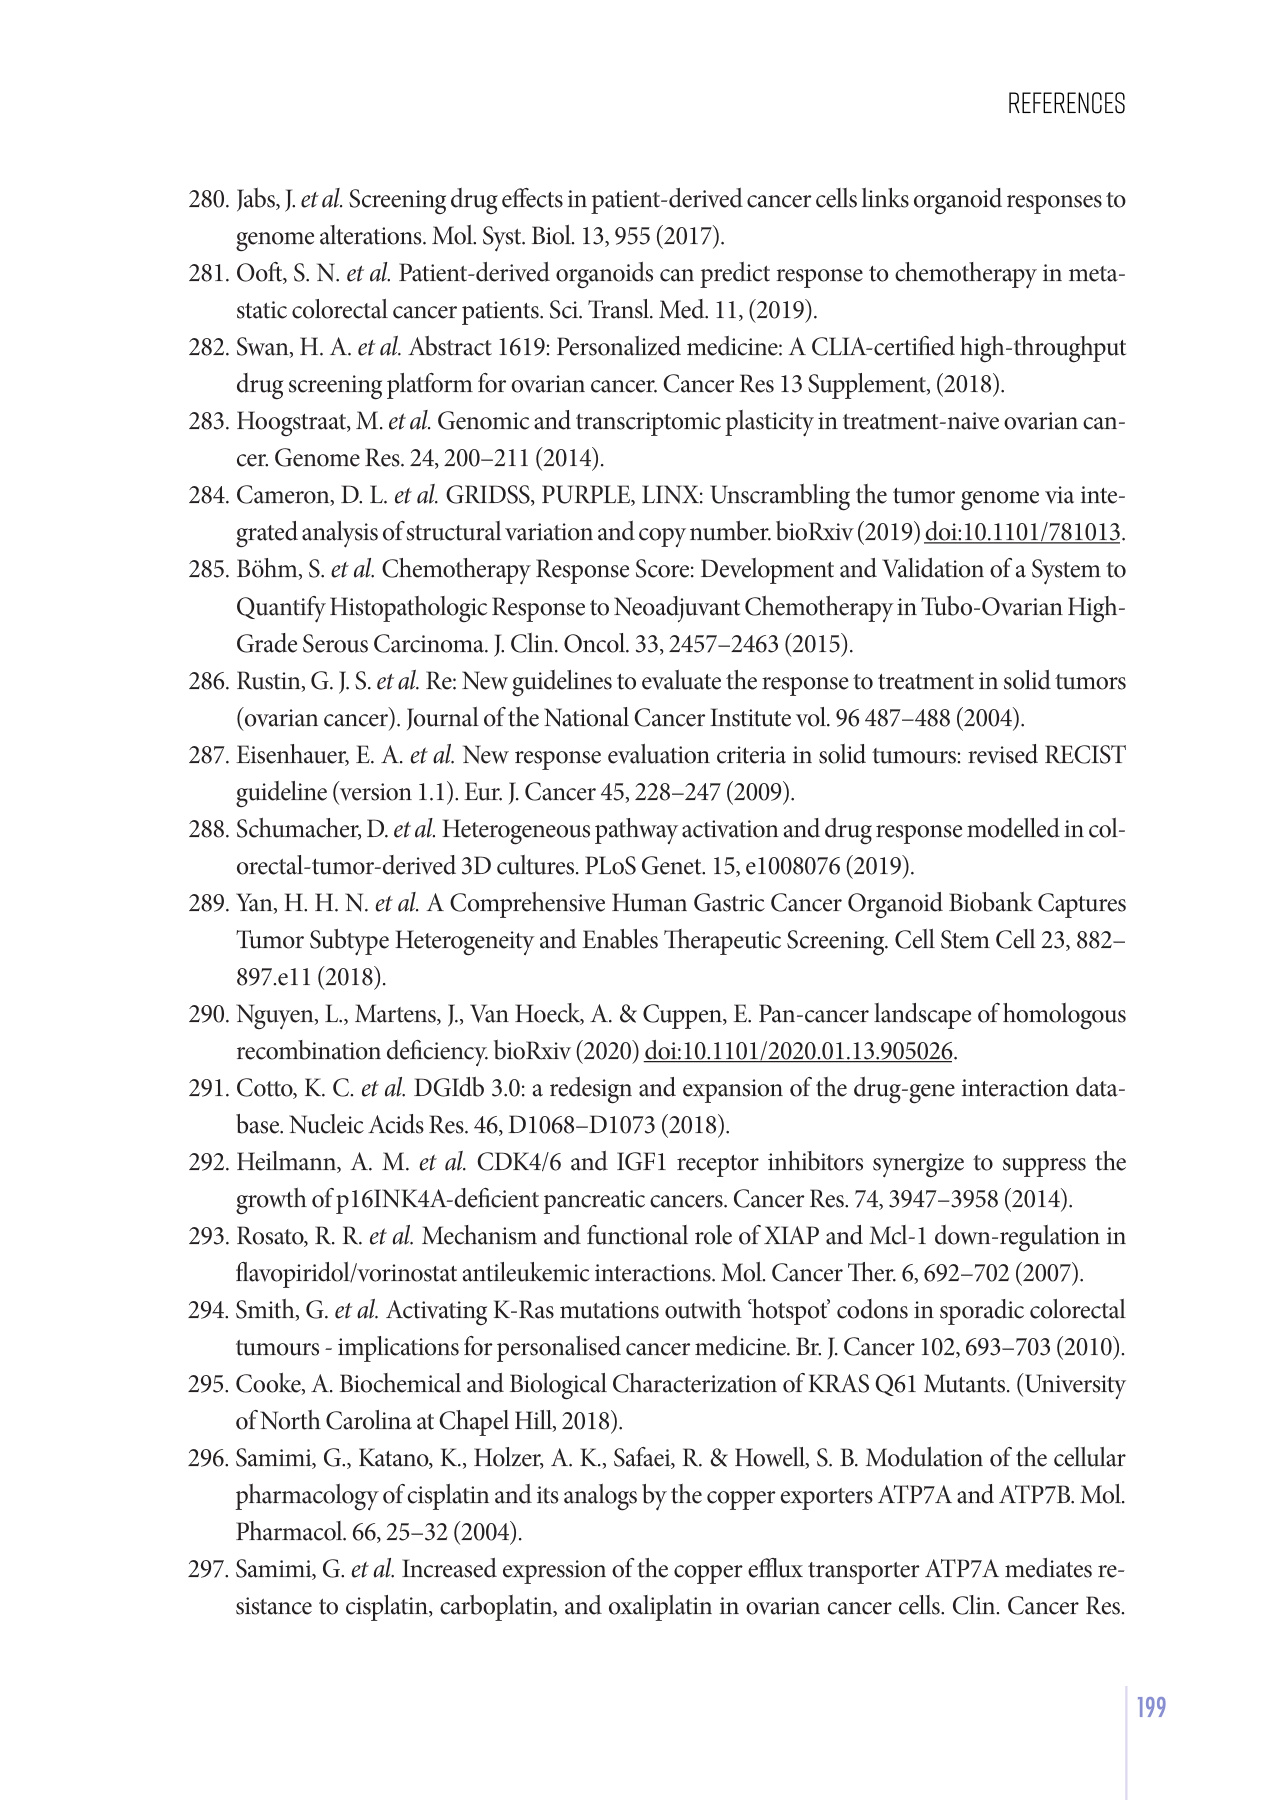 REFERENCES
280. Jabs, J. et al. Screening drug effects in patient-derived cancer cells links organoid responses to
genome alterations. Mol. Syst. Biol. 13, 955 (2017).
281. Ooft, S. N. et al. Patient-derived organoids can predict response to chemotherapy in meta-
static colorectal cancer patients. Sci. Transl. Med. 11, (2019).
282. Swan, H. A. et al. Abstract 1619: Personalized medicine: A CLIA-certified high-throughput
drug screening platform for ovarian cancer. Cancer Res 13 Supplement, (2018).
283. Hoogstraat, M. et al. Genomic and transcriptomic plasticity in treatment-naive ovarian can-
cer. Genome Res. 24, 200–211 (2014).
284. Cameron, D. L. et al. GRIDSS, PURPLE, LINX: Unscrambling the tumor genome via inte-
grated analysis of structural variation and copy number. bioRxiv (2019) doi:10.1101/781013.
285. Böhm, S. et al. Chemotherapy Response Score: Development and Validation of a System to
Quantify Histopathologic Response to Neoadjuvant Chemotherapy in Tubo-Ovarian High-
Grade Serous Carcinoma. J. Clin. Oncol. 33, 2457–2463 (2015).
286. Rustin, G. J. S. et al. Re: New guidelines to evaluate the response to treatment in solid tumors
(ovarian cancer). Journal of the National Cancer Institute vol. 96 487–488 (2004).
287. Eisenhauer, E. A. et al. New response evaluation criteria in solid tumours: revised RECIST
guideline (version 1.1). Eur. J. Cancer 45, 228–247 (2009).
288. Schumacher, D. et al. Heterogeneous pathway activation and drug response modelled in col-
orectal-tumor-derived 3D cultures. PLoS Genet. 15, e1008076 (2019).
289. Yan, H. H. N. et al. A Comprehensive Human Gastric Cancer Organoid Biobank Captures
Tumor Subtype Heterogeneity and Enables Therapeutic Screening. Cell Stem Cell 23, 882–
897.e11 (2018).
290. Nguyen, L., Martens, J., Van Hoeck, A. & Cuppen, E. Pan-cancer landscape of homologous
recombination deficiency. bioRxiv (2020) doi:10.1101/2020.01.13.905026.
291. Cotto, K. C. et al. DGIdb 3.0: a redesign and expansion of the drug-gene interaction data-
base. Nucleic Acids Res. 46, D1068–D1073 (2018).
292. Heilmann, A. M. et al. CDK4/6 and IGF1 receptor inhibitors synergize to suppress the
growth of p16INK4A-deficient pancreatic cancers. Cancer Res. 74, 3947–3958 (2014).
293. Rosato, R. R. et al. Mechanism and functional role of XIAP and Mcl-1 down-regulation in
flavopiridol/vorinostat antileukemic interactions. Mol. Cancer Ther. 6, 692–702 (2007).
294. Smith, G. et al. Activating K-Ras mutations outwith ‘hotspot’ codons in sporadic colorectal
tumours - implications for personalised cancer medicine. Br. J. Cancer 102, 693–703 (2010).
295. Cooke, A. Biochemical and Biological Characterization of KRAS Q61 Mutants. (University
of North Carolina at Chapel Hill, 2018).
296. Samimi, G., Katano, K., Holzer, A. K., Safaei, R. & Howell, S. B. Modulation of the cellular
pharmacology of cisplatin and its analogs by the copper exporters ATP7A and ATP7B. Mol.
Pharmacol. 66, 25–32 (2004).
297. Samimi, G. et al. Increased expression of the copper efflux transporter ATP7A mediates re-
sistance to cisplatin, carboplatin, and oxaliplatin in ovarian cancer cells. Clin. Cancer Res.
199